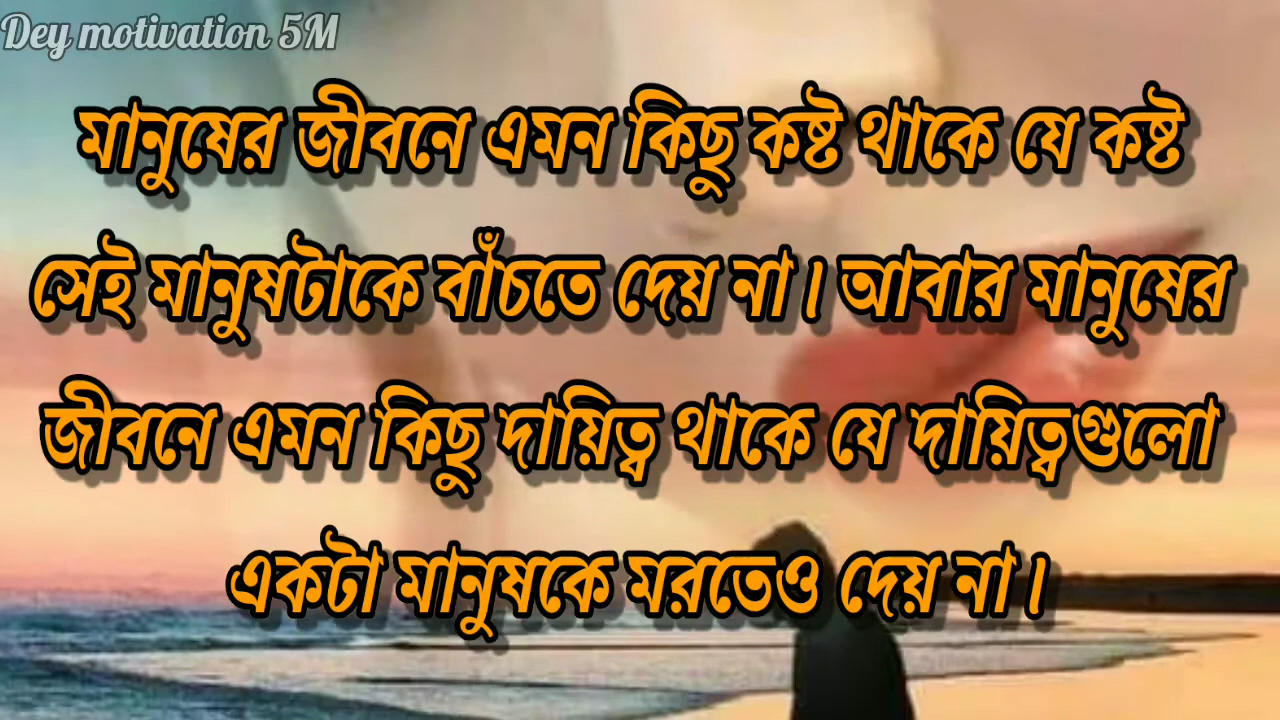 Dey motivation 5M
মানুষের জীবনে এমন কিছু কষ্ট থাকে যে কষ্ট
সেই মানুষটাকে বাঁচতে দেয় না। আবার মানুষের
জীবনে এমন কিছু দায়িত্ব থাকে যে দায়িত্বগুলো
একটা মানুষকে মরতেও দেয় না।